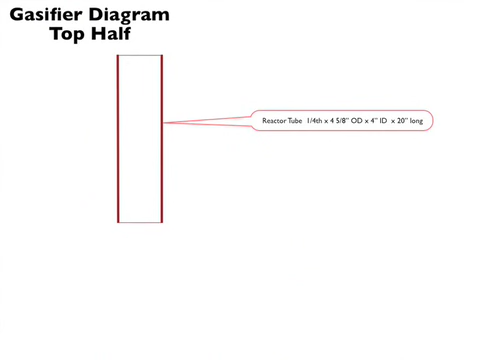 Gasifier Diagram
Top Half
Reactor Tube 1/4th x 4 5/8” OD x 4” ID x 20” long